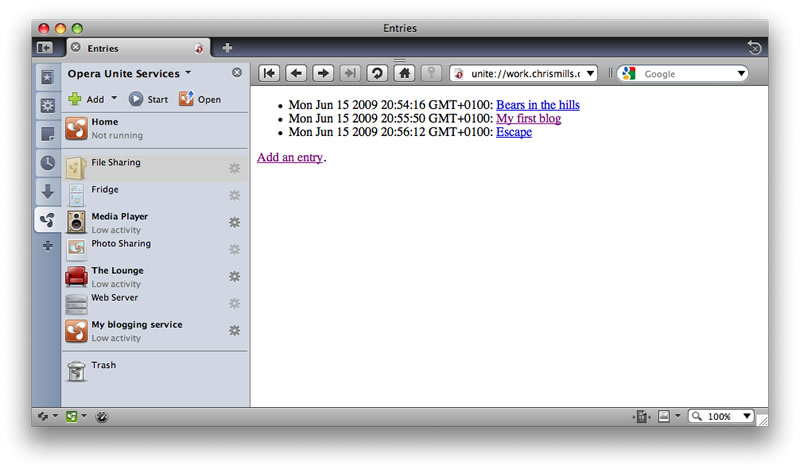 Entries
Entries
Opera Unite Services
Add
Start
Open
unite://work.chrismills.c
Google
Home
Not running
File Sharing
Fridge
Media Player
Low activity
Photo Sharing
The Lounge
Low activity
Web Server
My blogging service
Low activity
Trash
Mon Jun 15 2009 20:54:16 GMT+0100: Bears in the hills
Mon Jun 15 2009 20:55:50 GMT+0100: My first blog
Mon Jun 15 2009 20:56:12 GMT+0100: Escape
Add an entry.
100%